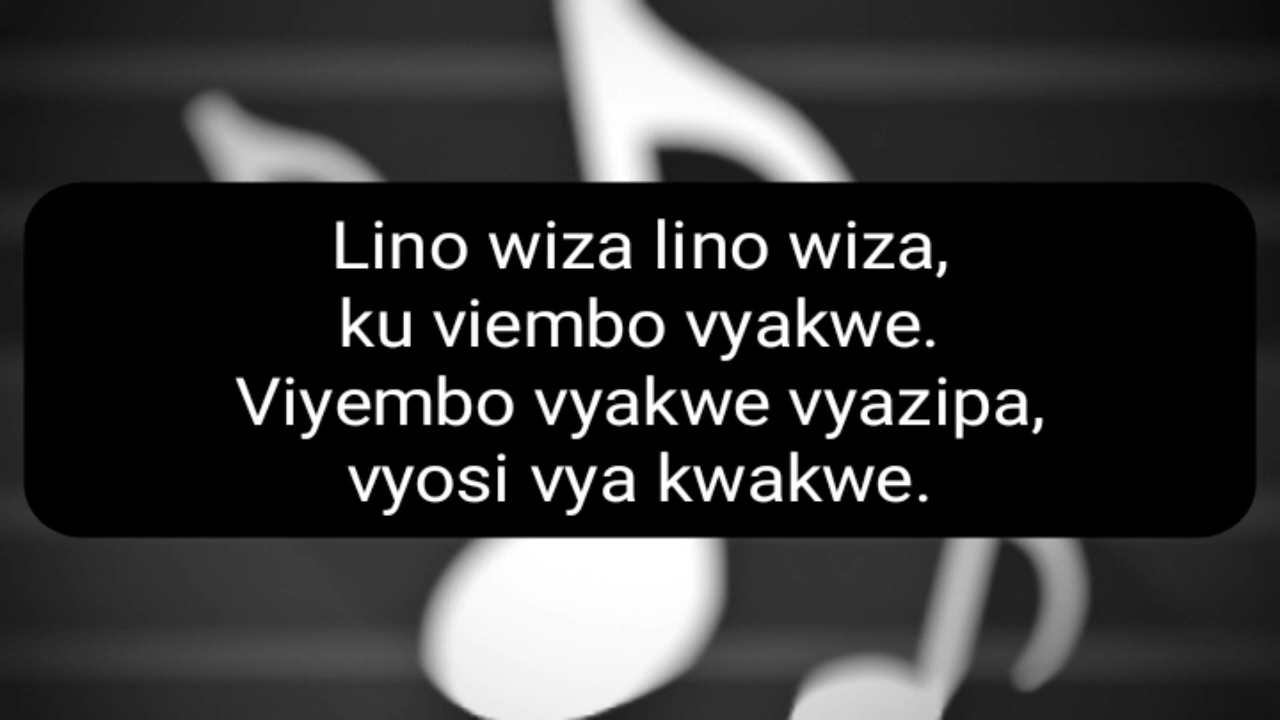 Lino wiza lino wiza,
ku viembo vyakwe.
Viyembo vyakwe vyazipa,
vyosi vya kwakwe.